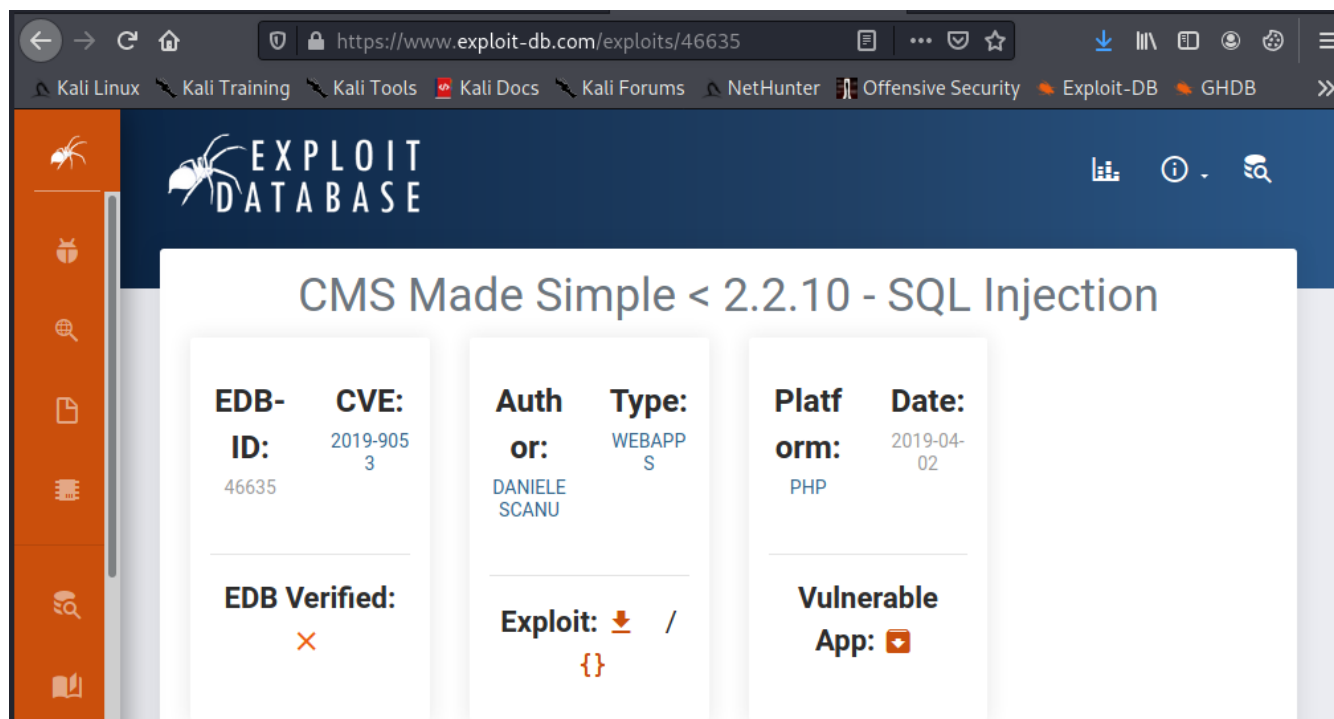 https://www.exploit-db.com/exploits/46635
Kali Linux Kali Training Kali Tools Kali Docs Kali Forums NetHunter Offensive Security Exploit-DB GHDB
EXPLOIT
DATABASE
CMS Made Simple < 2.2.10 - SQL Injection
EDB-
ID:
46635
CVE:
2019-905
3
Auth
or:
DANIELE
SCANU
Type:
WEBAPP
S
Platf
orm:
PHP
Date:
2019-04-
02
EDB Verified:
Exploit: /
{}
Vulnerable
App: